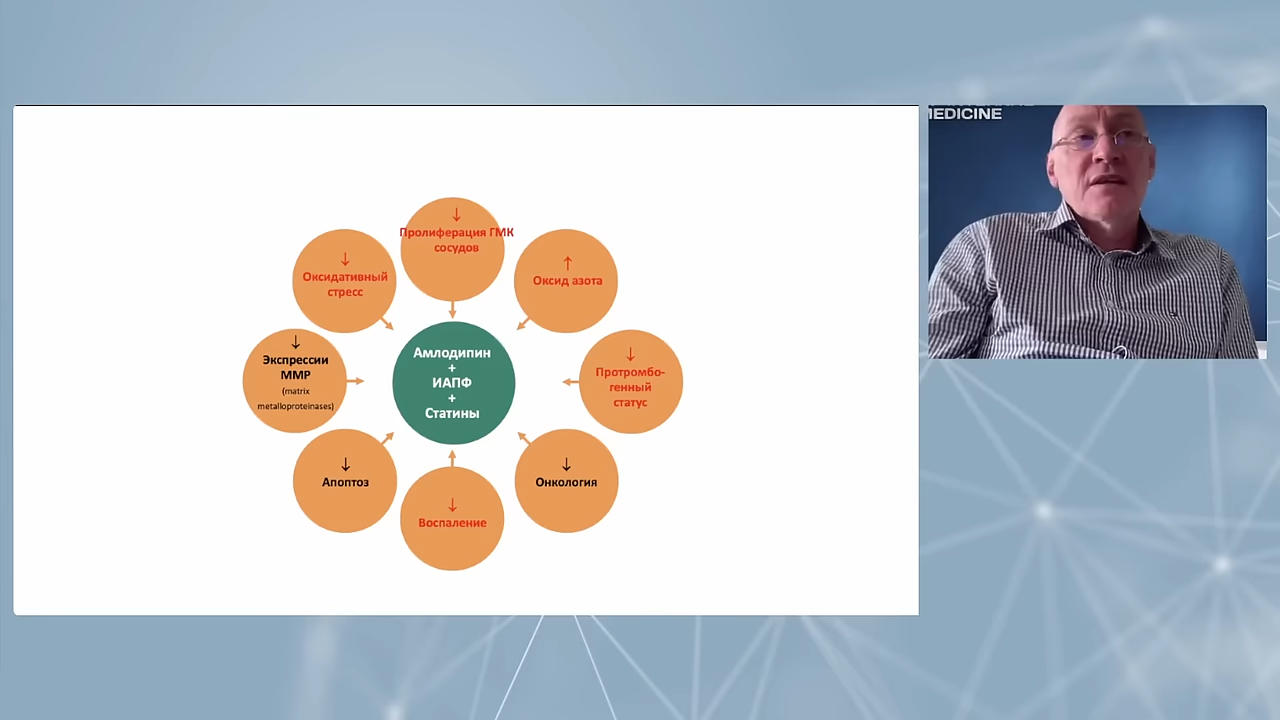 ↓
Пролиферация ГМК
сосудов
↓
Оксидативный
стресс
↑
Оксид азота
↓
Экспрессии
ММР
(matrix
metalloproteinases)
Амлодипин
+
ИАПФ
+
Статины
↓
Протромбо-
генный
статус
↓
Апоптоз
↓
Онкология
↓
Воспаление
MEDICINE